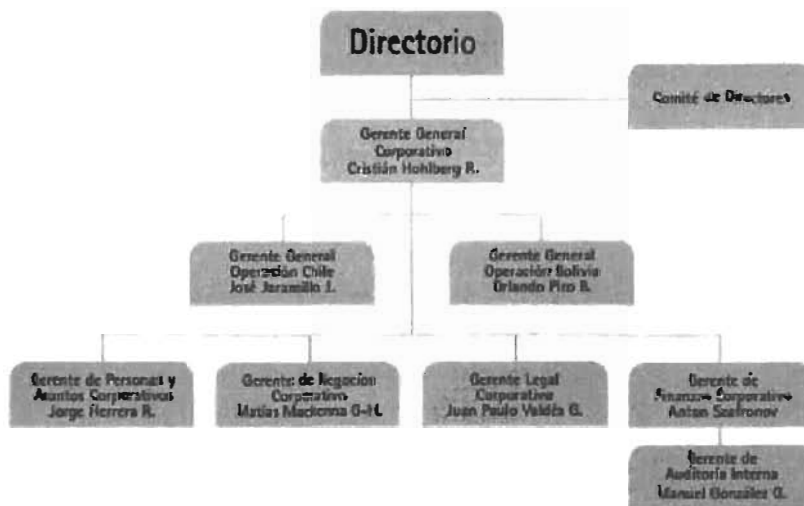 Directorio
Comité de Directores
Gerente General
Corporativo
Cristián Hohlberg R.
Gerente General
Operación Chile
José Jaramillo J.
Gerente General
Operación Bolivia
Orlando Piro B.
Gerente de Personas y
Asuntos Corporativos
Jorge Herrera R.
Gerente de Negocios
Corporativo
Matías Mackenna G-H.
Gerente Legal
Corporativo
Juan Paulo Valdés G.
Gerente de
Finanzas Corporativo
Anton Szafronov
Gerente de
Auditoría Interna
Manuel González G.